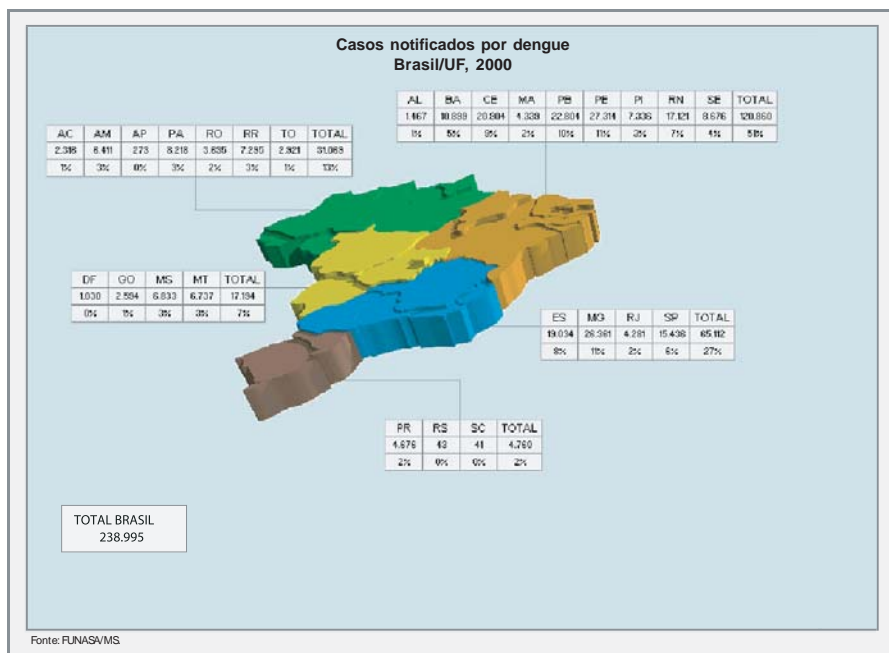 Casos notificados por dengue
Brasil/UF, 2000
AL BA CE MA PB PE PI RN SE TOTAL
1.467 10.899 20.904 4.339 22.804 27.314 7.336 17.121 8.676 120.860
1% 5% 9% 2% 10% 11% 3% 7% 4% 51%
AC AM AP PA RO RR TO TOTAL
2.316 6.411 273 8.218 3.635 7.295 2.921 31.069
1% 3% 0% 3% 2% 3% 1% 13%
DF GO MS MT TOTAL
1.030 2.594 6.833 6.737 17.194
0% 1% 3% 3% 7%
ES MG RJ SP TOTAL
19.034 26.361 4.281 15.436 65.112
8% 11% 2% 6% 27%
PR RS SC TOTAL
4.676 43 41 4.760
2% 0% 0% 2%
TOTAL BRASIL
238.995
Fonte: FUNASA/MS.